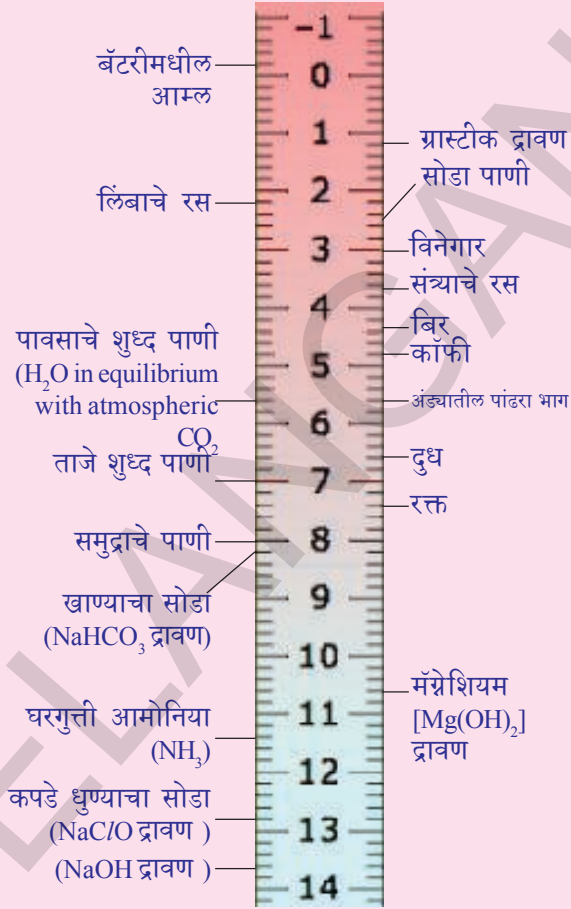 -1
0
1
2
3
4
5
6
7
8
9
10
11
12
13
14
बॅटरीमधील
आम्ल
लिंबाचे रस
पावसाचे शुध्द पाणी
(H₂O in equilibrium
with atmospheric
CO₂
ताजे शुध्द पाणी
समुद्राचे पाणी
खाण्याचा सोडा
(NaHCO₃ द्रावण)
घरगुत्ती आमोनिया
(NH₃)
कपडे धुण्याचा सोडा
(NaClO द्रावण )
(NaOH द्रावण )
ग्रास्टीक द्रावण
सोडा पाणी
विनेगार
संत्र्याचे रस
बिर
कॉफी
अंड्यातील पांढरा भाग
दुध
रक्त
मॅग्नेशियम
[Mg(OH)₂]
द्रावण